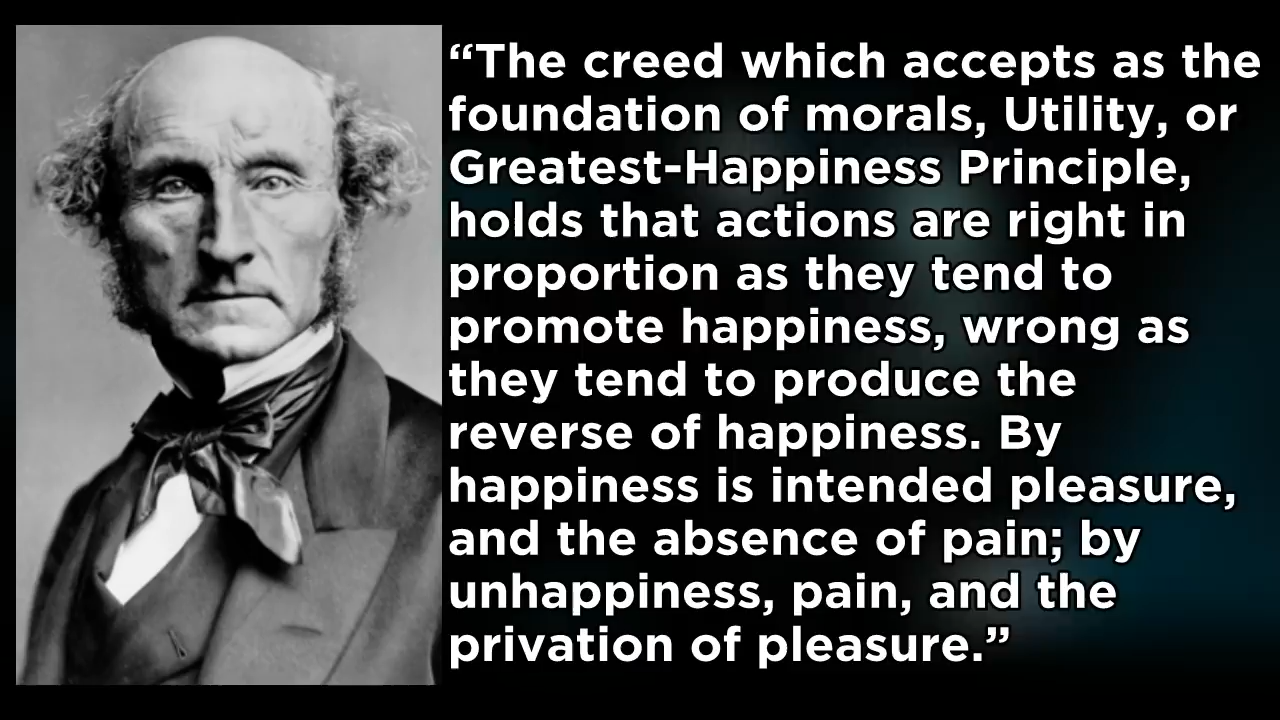 “The creed which accepts as the
foundation of morals, Utility, or
Greatest-Happiness Principle,
holds that actions are right in
proportion as they tend to
promote happiness, wrong as
they tend to produce the
reverse of happiness. By
happiness is intended pleasure,
and the absence of pain; by
unhappiness, pain, and the
privation of pleasure.”